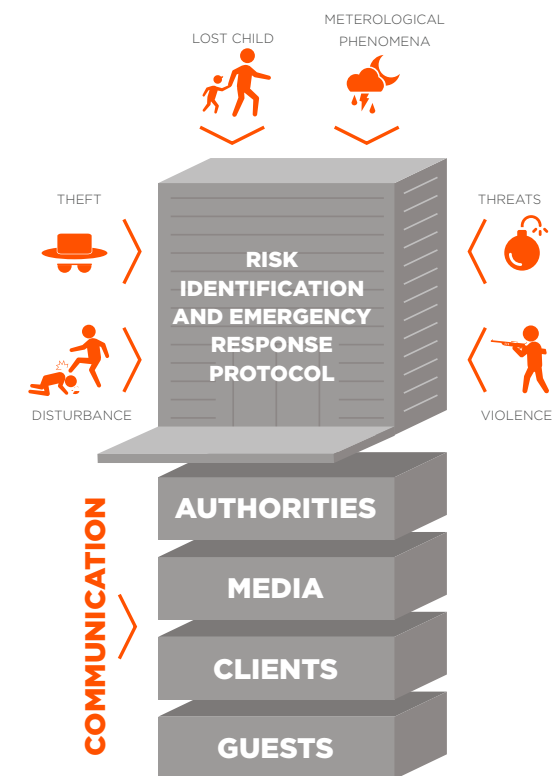 LOST CHILD
METEROLOGICAL
PHENOMENA
THEFT
THREATS
RISK
IDENTIFICATION
AND EMERGENCY
RESPONSE
PROTOCOL
DISTURBANCE
VIOLENCE
COMMUNICATION
AUTHORITIES
MEDIA
CLIENTS
GUESTS